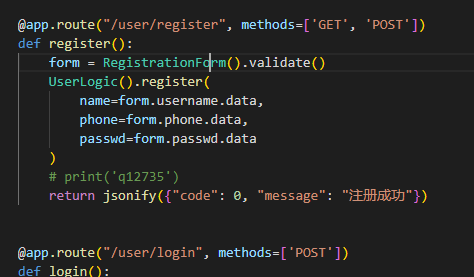 @app.route("/user/register", methods=['GET', 'POST'])
def register():
    form = RegistrationForm().validate()
    UserLogic().register(
        name=form.username.data,
        phone=form.phone.data,
        passwd=form.passwd.data
    )
    # print('q12735')
    return jsonify({"code": 0, "message": "注册成功"})
@app.route("/user/login", methods=['POST'])
def login():